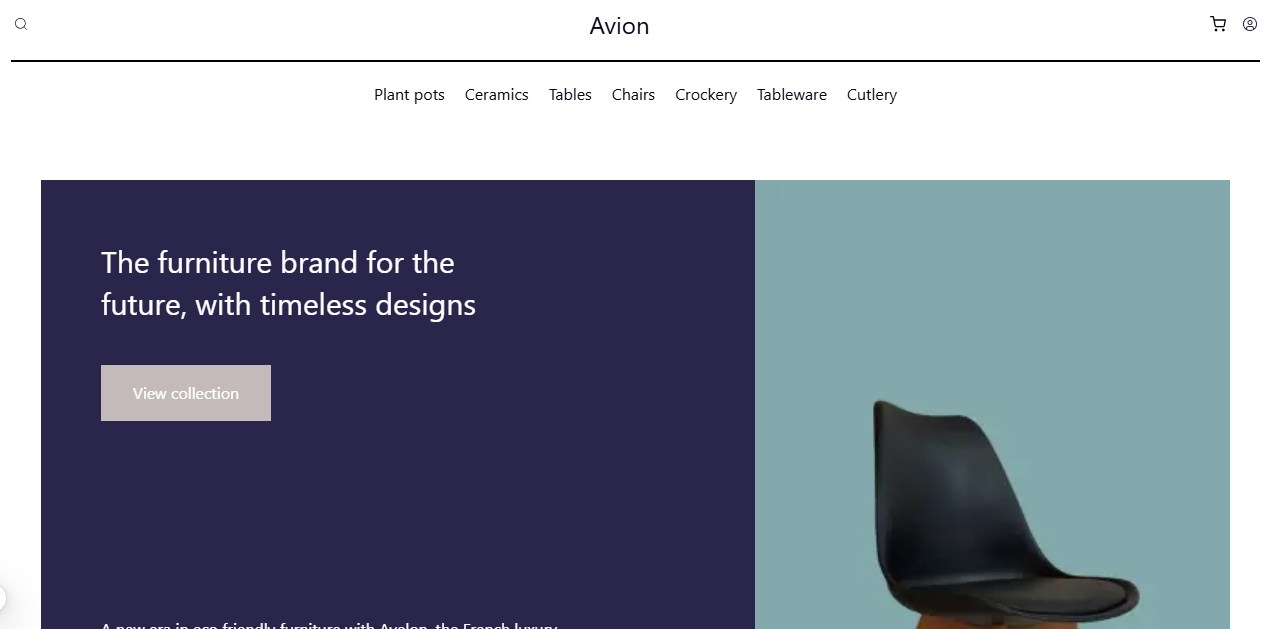 Avion
Plant pots Ceramics Tables Chairs Crockery Tableware Cutlery
The furniture brand for the
future, with timeless designs
View collection
A new era in eco friendly furniture with Avelon, the French luxury